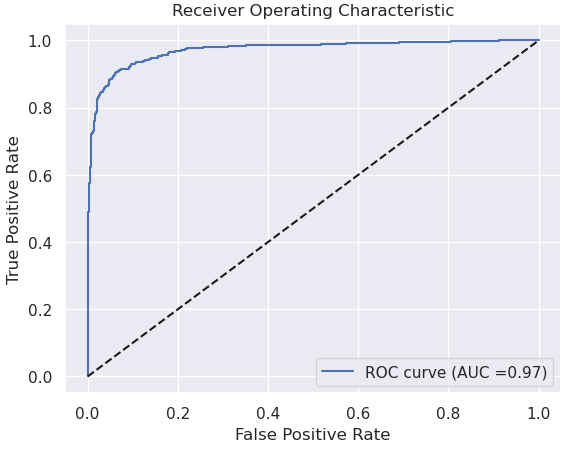 Receiver Operating Characteristic
1.0
0.8
0.6
0.4
0.2
0.0
True Positive Rate
ROC curve (AUC =0.97)
0.0 0.2 0.4 0.6 0.8 1.0
False Positive Rate